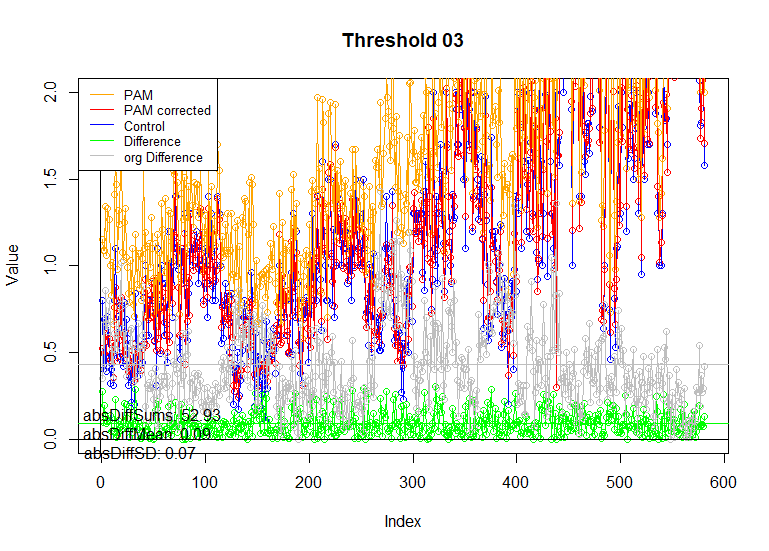 Threshold 03
PAM
PAM corrected
Control
Difference
org Difference
Value
2.0
1.5
1.0
0.5
0.0
absDiffSums: 52.93
absDiffMean: 0.09
absDiffSD: 0.07
0 100 200 300 400 500 600
Index